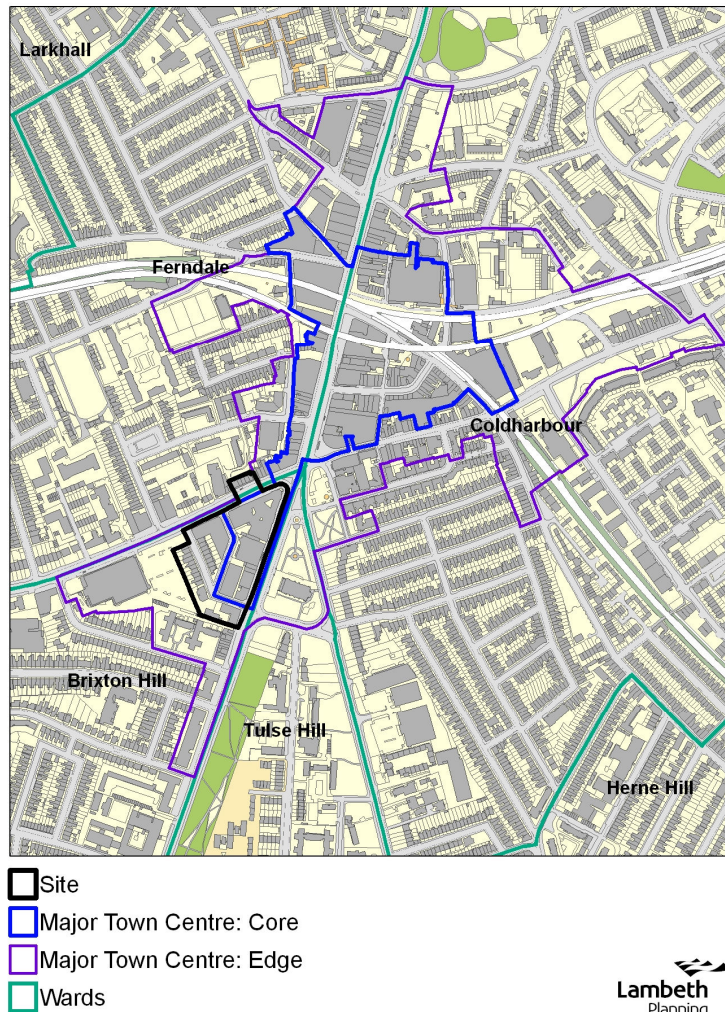 Larkhall
Ferndale
Coldharbour
Brixton Hill
Tulse Hill
Herne Hill
Site
Major Town Centre: Core
Major Town Centre: Edge
Wards
Lambeth
Planning